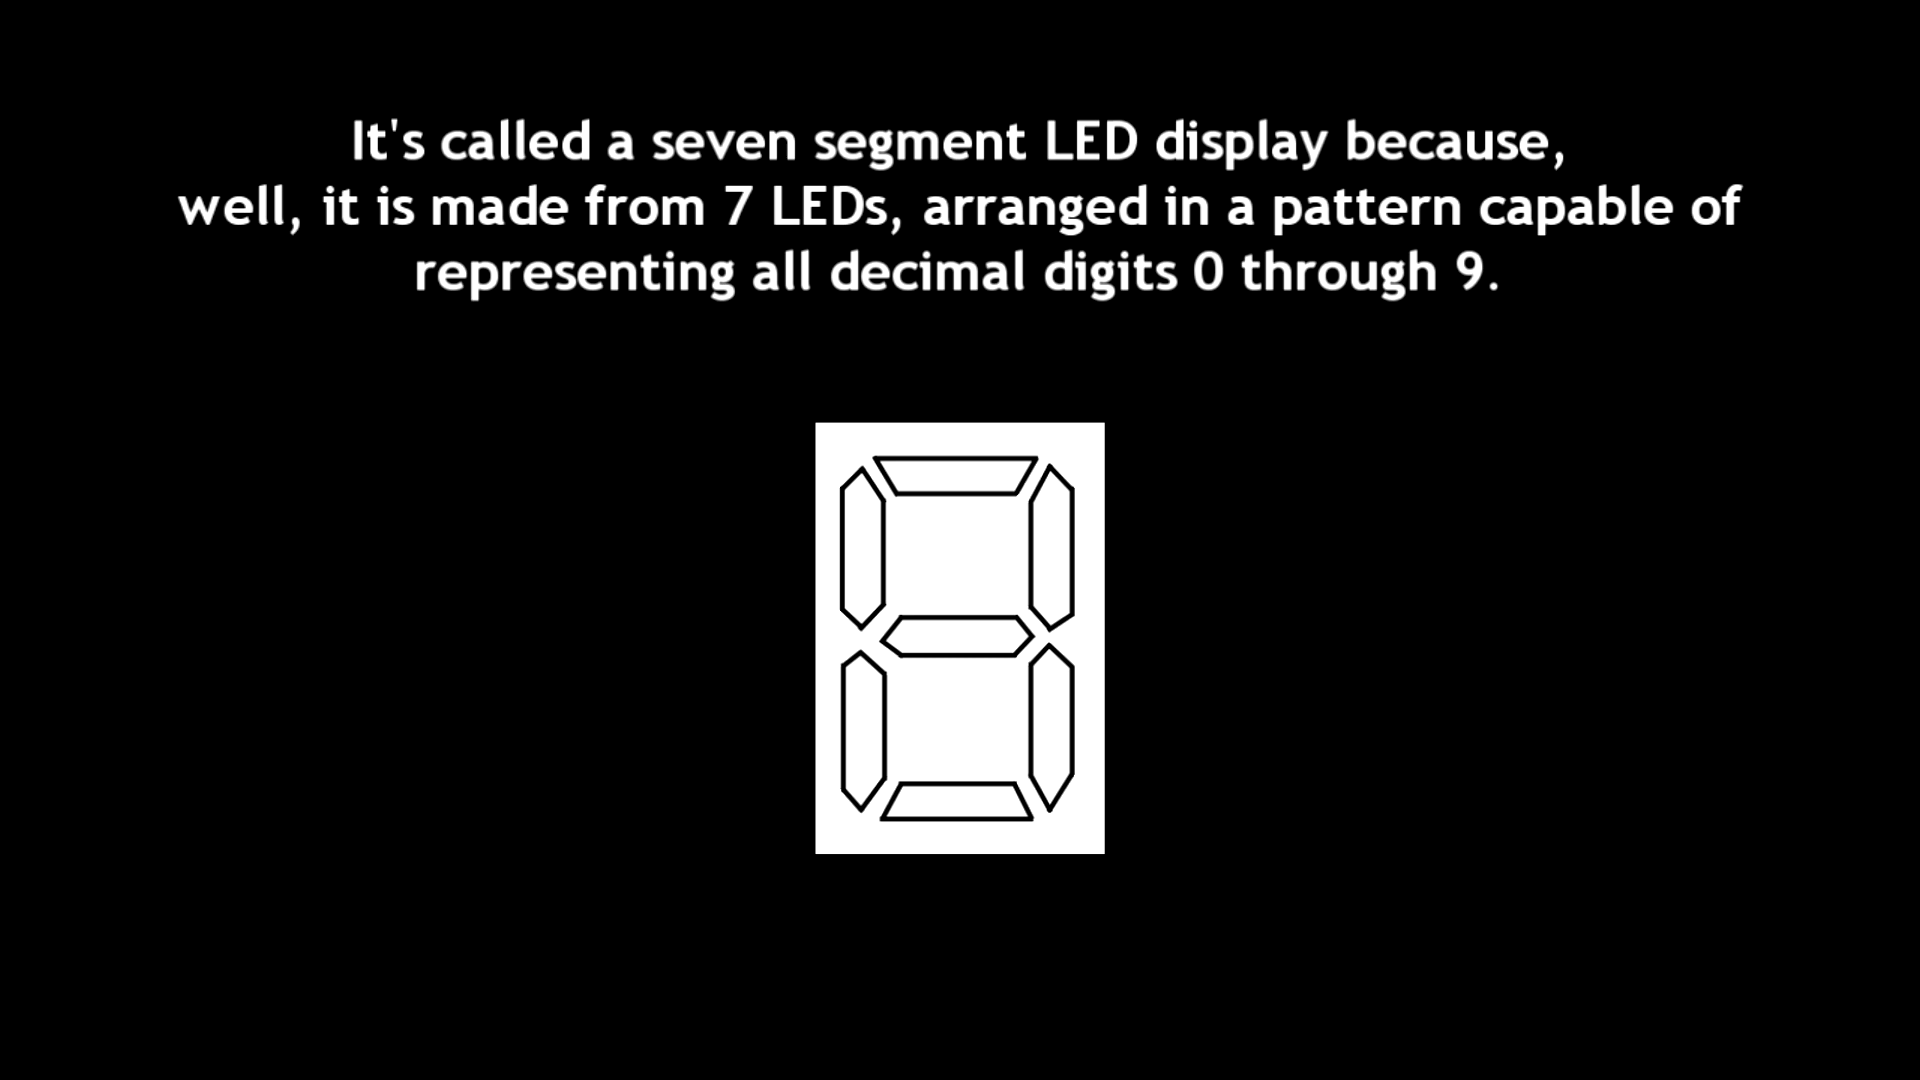 It's called a seven segment LED display because,
well, it is made from 7 LEDs, arranged in a pattern capable of
representing all decimal digits 0 through 9.